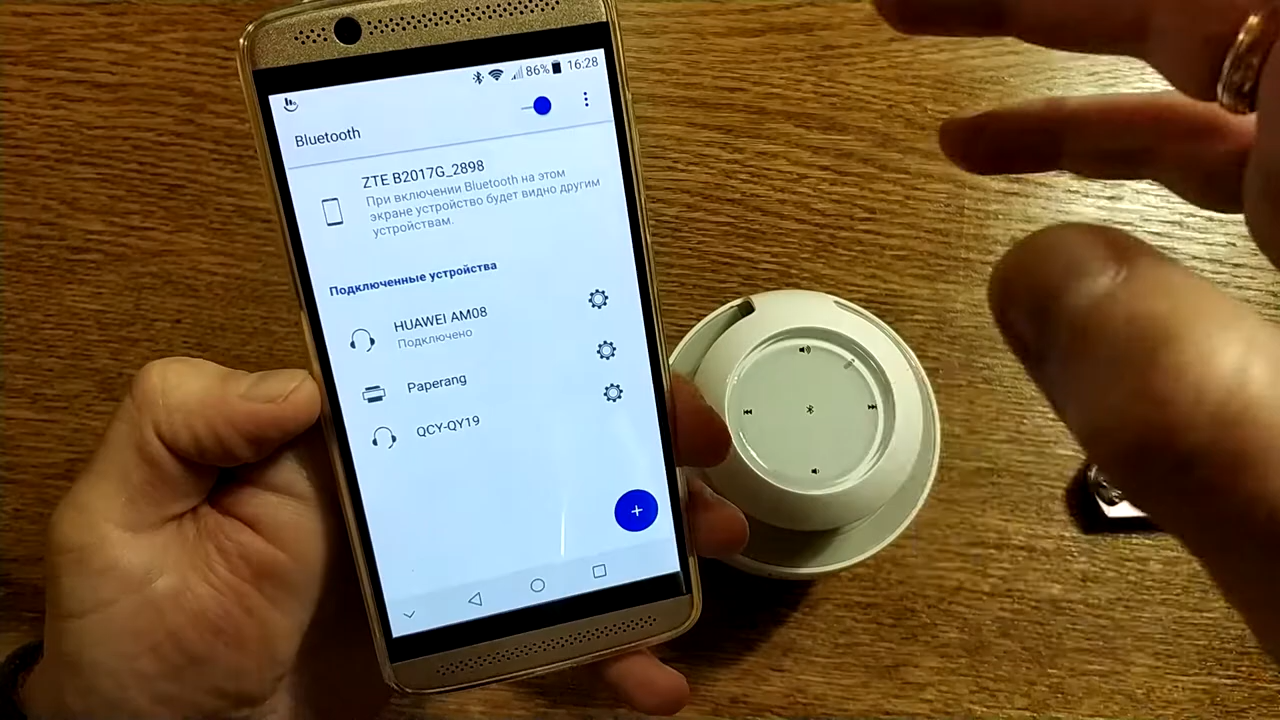 86% 16:28
Bluetooth
ZTE B2017G_2898
При включении Bluetooth на этом
экране устройство будет видно другим
устройствам.
Подключенные устройства
HUAWEI AM08
Подключено
Paperang
QCY-QY19